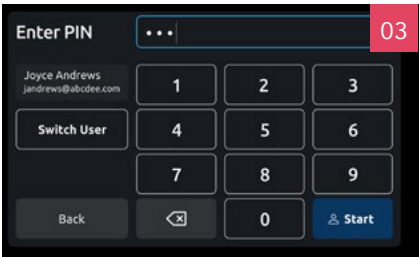 Enter PIN
•••
03
Joyce Andrews
jandrews@abcdee.com
1 2 3
Switch User
4 5 6
7 8 9
Back
0
Start